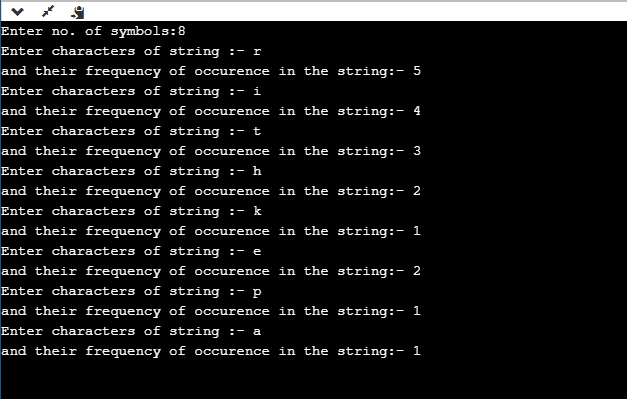 Enter no. of symbols:8
Enter characters of string :- r
and their frequency of occurence in the string:- 5
Enter characters of string :- i
and their frequency of occurence in the string:- 4
Enter characters of string :- t
and their frequency of occurence in the string:- 3
Enter characters of string :- h
and their frequency of occurence in the string:- 2
Enter characters of string :- k
and their frequency of occurence in the string:- 1
Enter characters of string :- e
and their frequency of occurence in the string:- 2
Enter characters of string :- p
and their frequency of occurence in the string:- 1
Enter characters of string :- a
and their frequency of occurence in the string:- 1